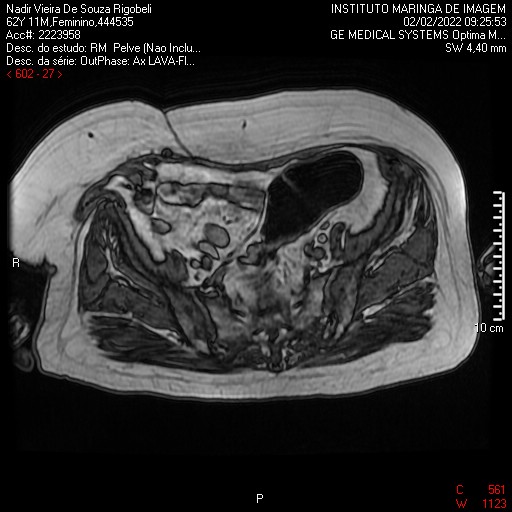 Nadir Vieira De Souza Rigobeli
62Y 11M,Feminino,444535
Acc#: 2223958
Desc. do estudo: RM Pelve (Nao Inclu...
Desc. da série: OutPhase: Ax LAVA-Fl...
< 602 - 27 >
INSTITUTO MARINGA DE IMAGEM
02/02/2022 09:25:53
GE MEDICAL SYSTEMS Optima M...
SW 4,40 mm
R
10 cm
P
C 561
W 1123